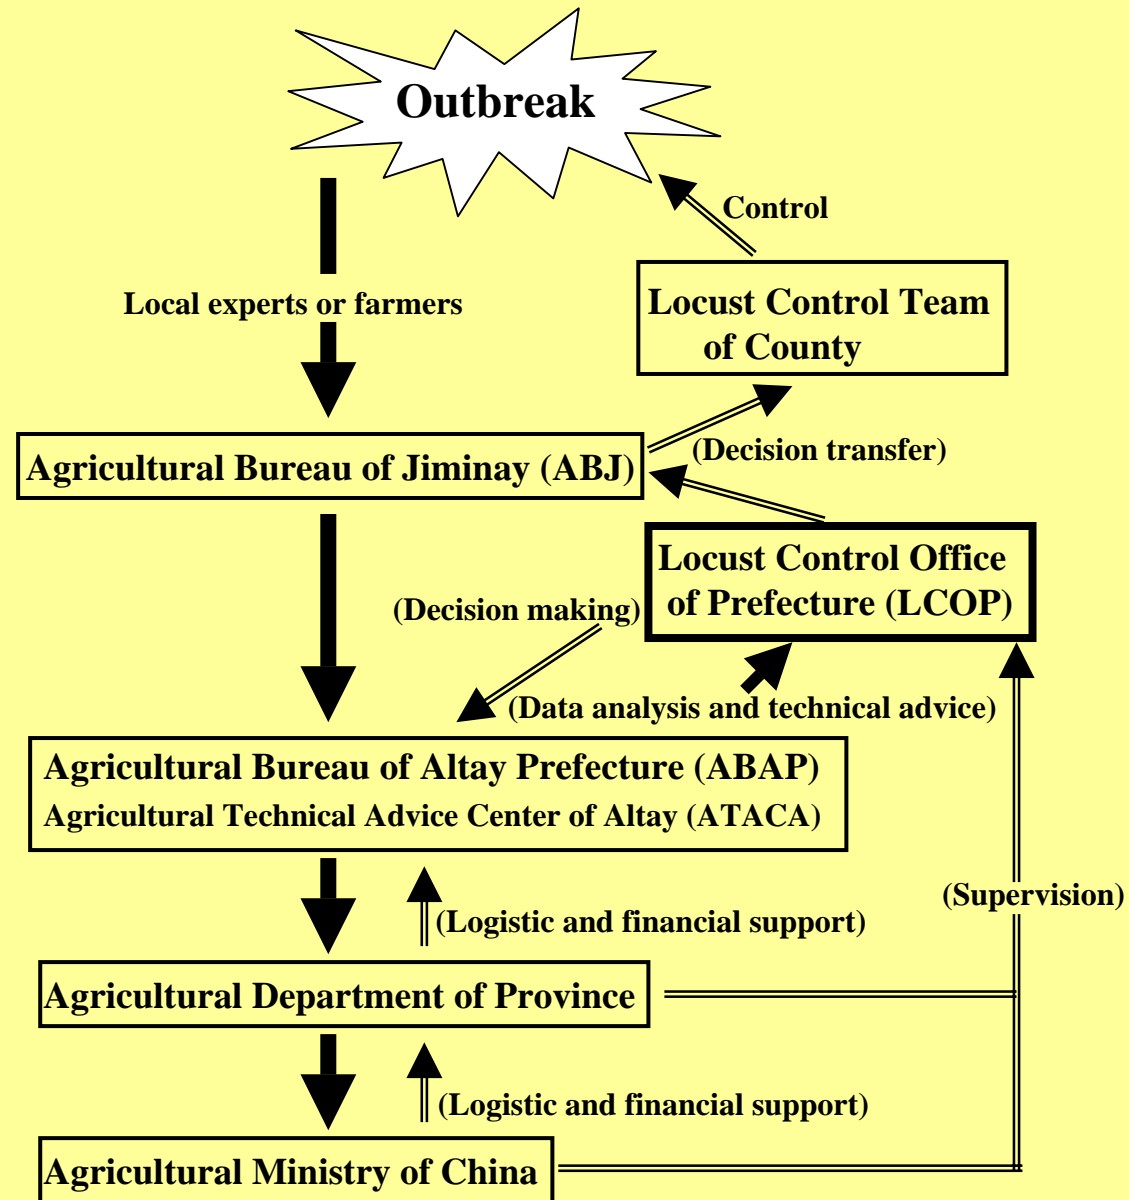 Outbreak
Control
Local experts or farmers
Locust Control Team
of County
(Decision transfer)
Agricultural Bureau of Jiminay (ABJ)
Locust Control Office
of Prefecture (LCOP)
(Decision making)
(Data analysis and technical advice)
Agricultural Bureau of Altay Prefecture (ABAP)
Agricultural Technical Advice Center of Altay (ATACA)
(Supervision)
(Logistic and financial support)
Agricultural Department of Province
(Logistic and financial support)
Agricultural Ministry of China